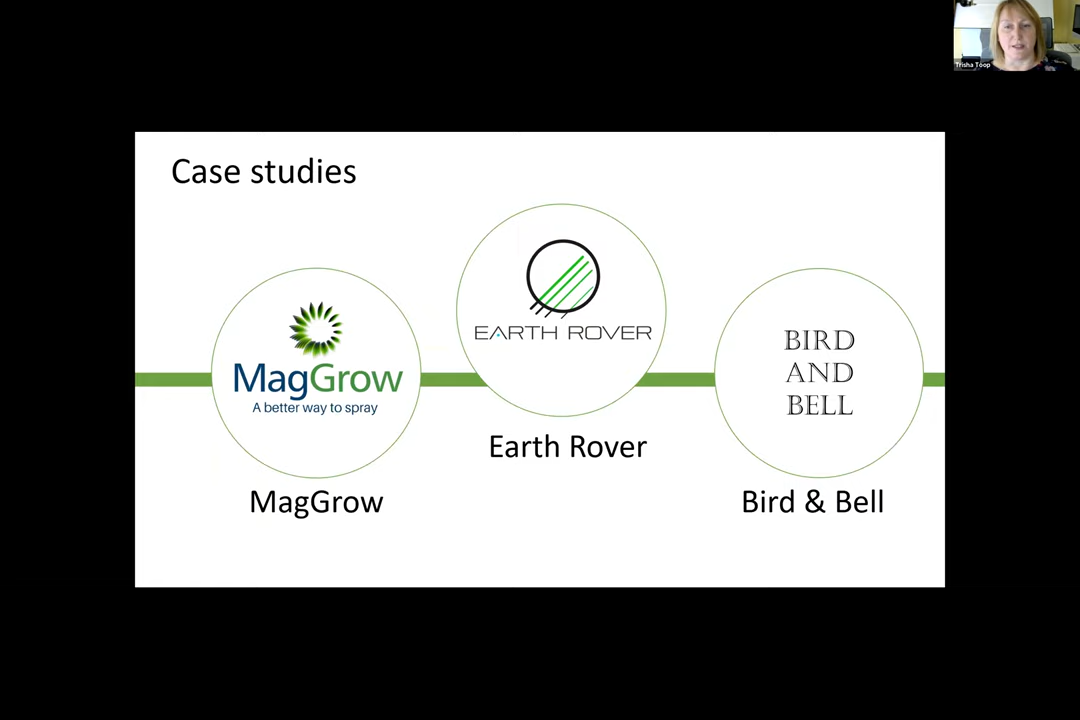 Trisha Toop
Case studies
EARTH ROVER
MagGrow
A better way to spray
BIRD
AND
BELL
Earth Rover
MagGrow
Bird & Bell